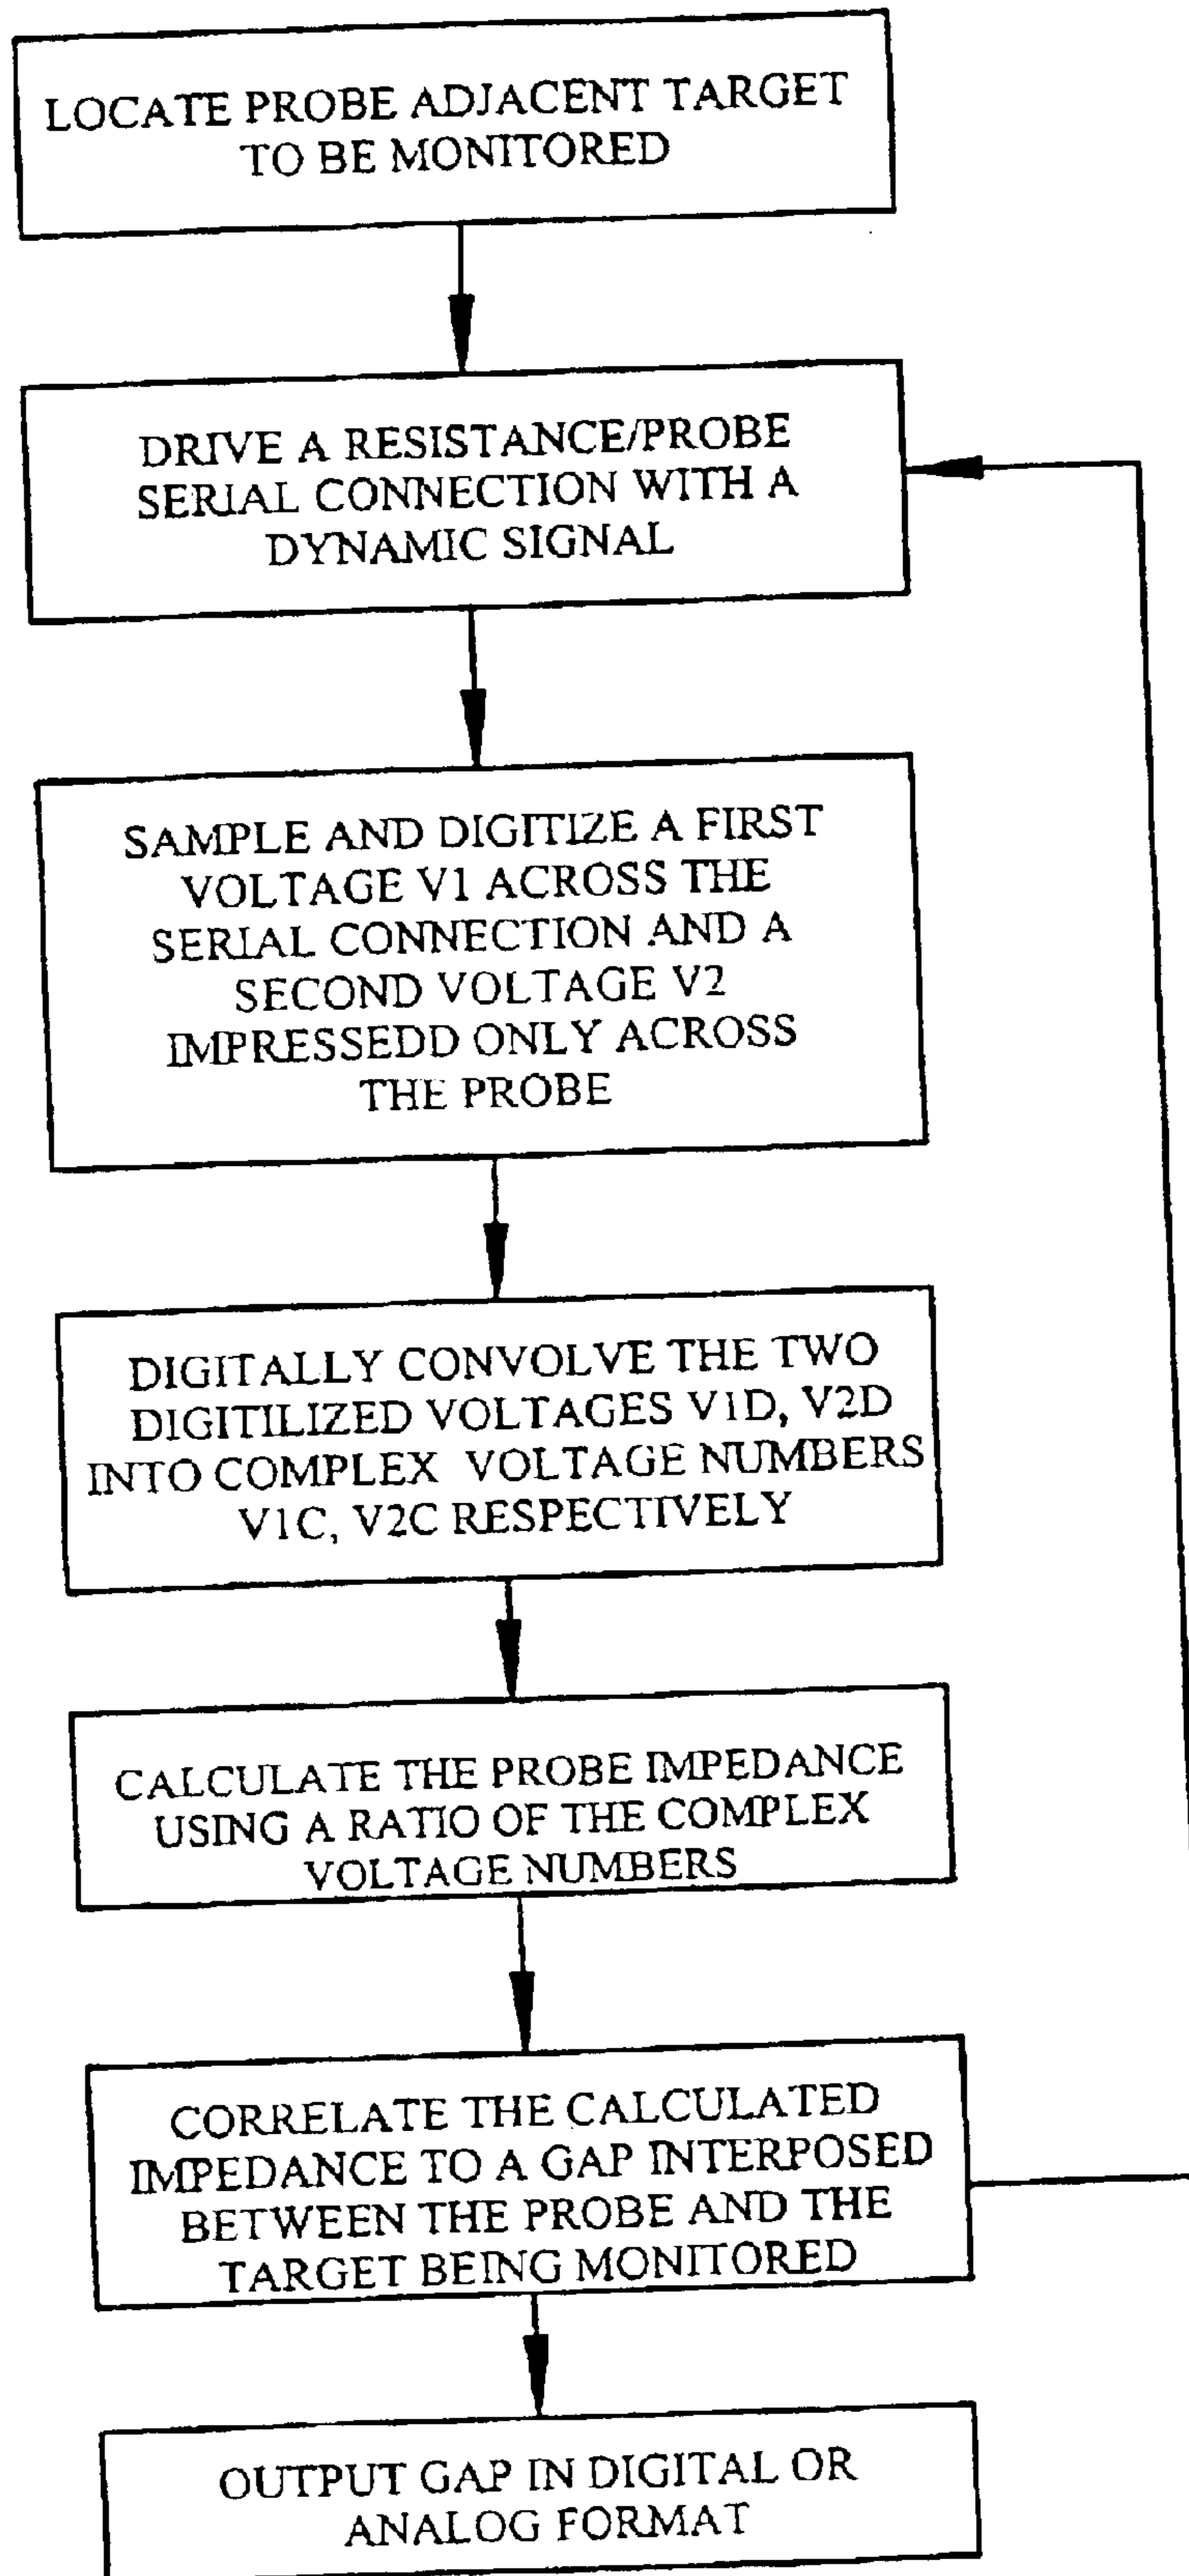 LOCATE PROBE ADJACENT TARGET
TO BE MONITORED
DRIVE A RESISTANCE/PROBE
SERIAL CONNECTION WITH A
DYNAMIC SIGNAL
SAMPLE AND DIGITIZE A FIRST
VOLTAGE V1 ACROSS THE
SERIAL CONNECTION AND A
SECOND VOLTAGE V2
IMPRESSEDD ONLY ACROSS
THE PROBE
DIGITALLY CONVOLVE THE TWO
DIGITILIZED VOLTAGES V1D, V2D
INTO COMPLEX VOLTAGE NUMBERS
V1C, V2C RESPECTIVELY
CALCULATE THE PROBE IMPEDANCE
USING A RATIO OF THE COMPLEX
VOLTAGE NUMBERS
CORRELATE THE CALCULATED
IMPEDANCE TO A GAP INTERPOSED
BETWEEN THE PROBE AND THE
TARGET BEING MONITORED
OUTPUT GAP IN DIGITAL OR
ANALOG FORMAT